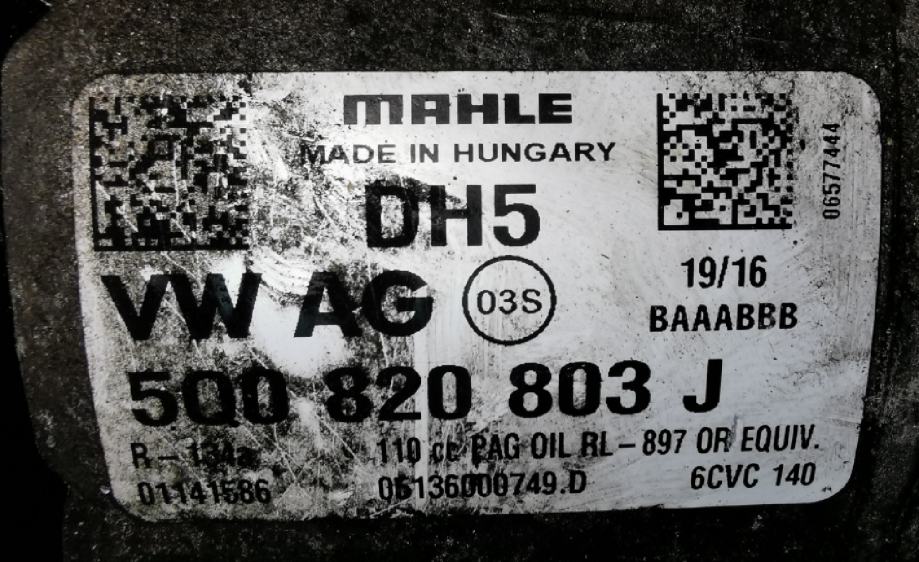 MAHLE
MADE IN HUNGARY
DH5
06577444
VW AG 03S
19/16
BAAABBB
5Q0 820 803 J
R-134a 110 cc PAG OIL RL-897 OR EQUIV.
01141586 06136000749.D 6CVC 140